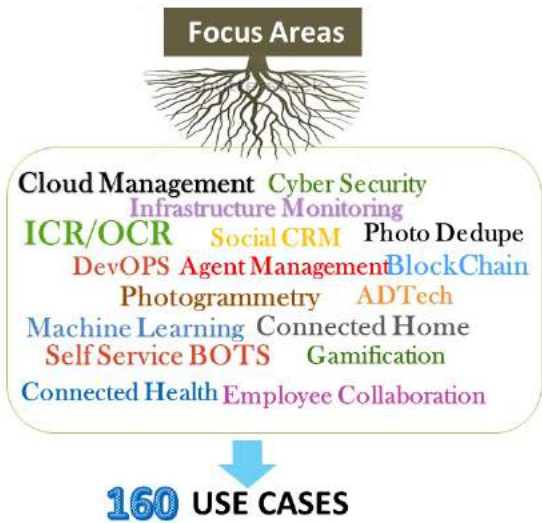 Focus Areas
Cloud Management Cyber Security
Infrastructure Monitoring
ICR/OCR Social CRM Photo Dedupe
DevOPS Agent Management BlockChain
Photogrammetry ADTech
Machine Learning Connected Home
Self Service BOTS Gamification
Connected Health Employee Collaboration
160 USE CASES